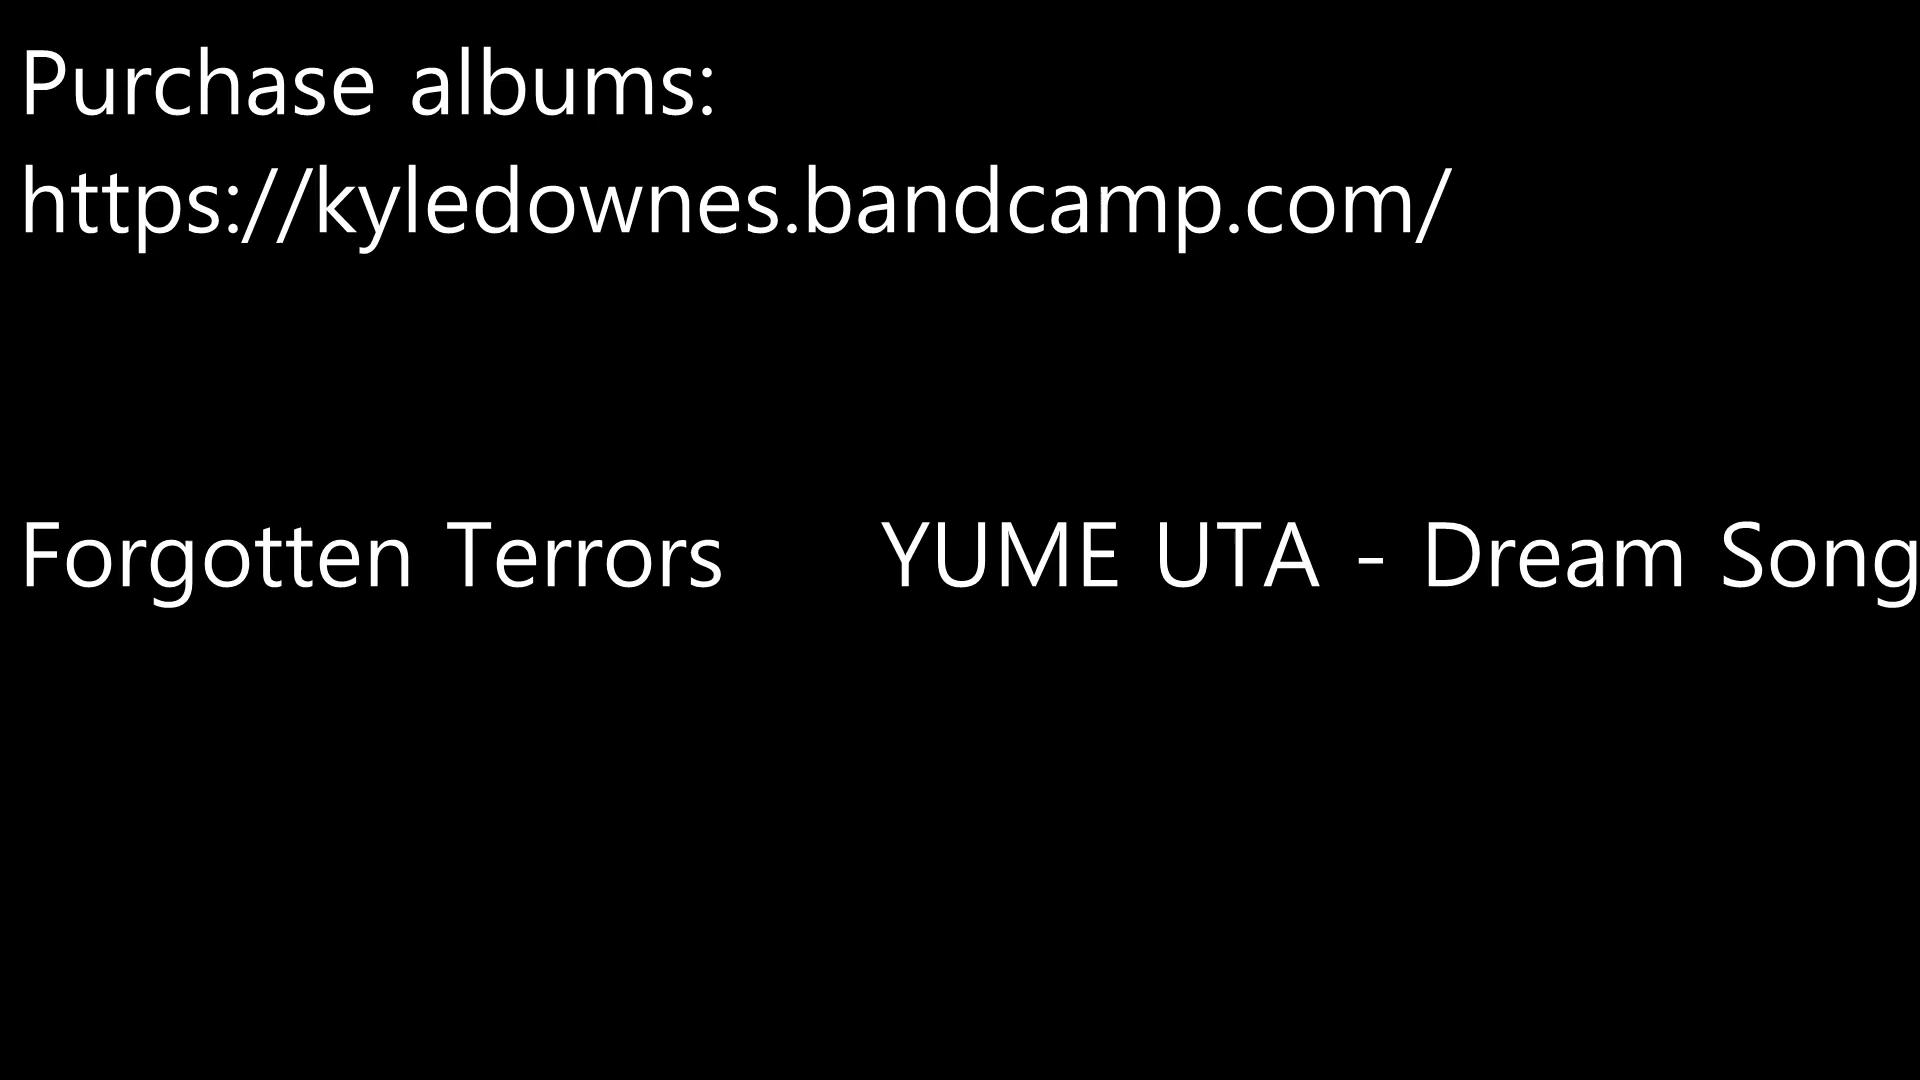 Purchase albums:
https://kyledownes.bandcamp.com/
Forgotten Terrors YUME UTA - Dream Song